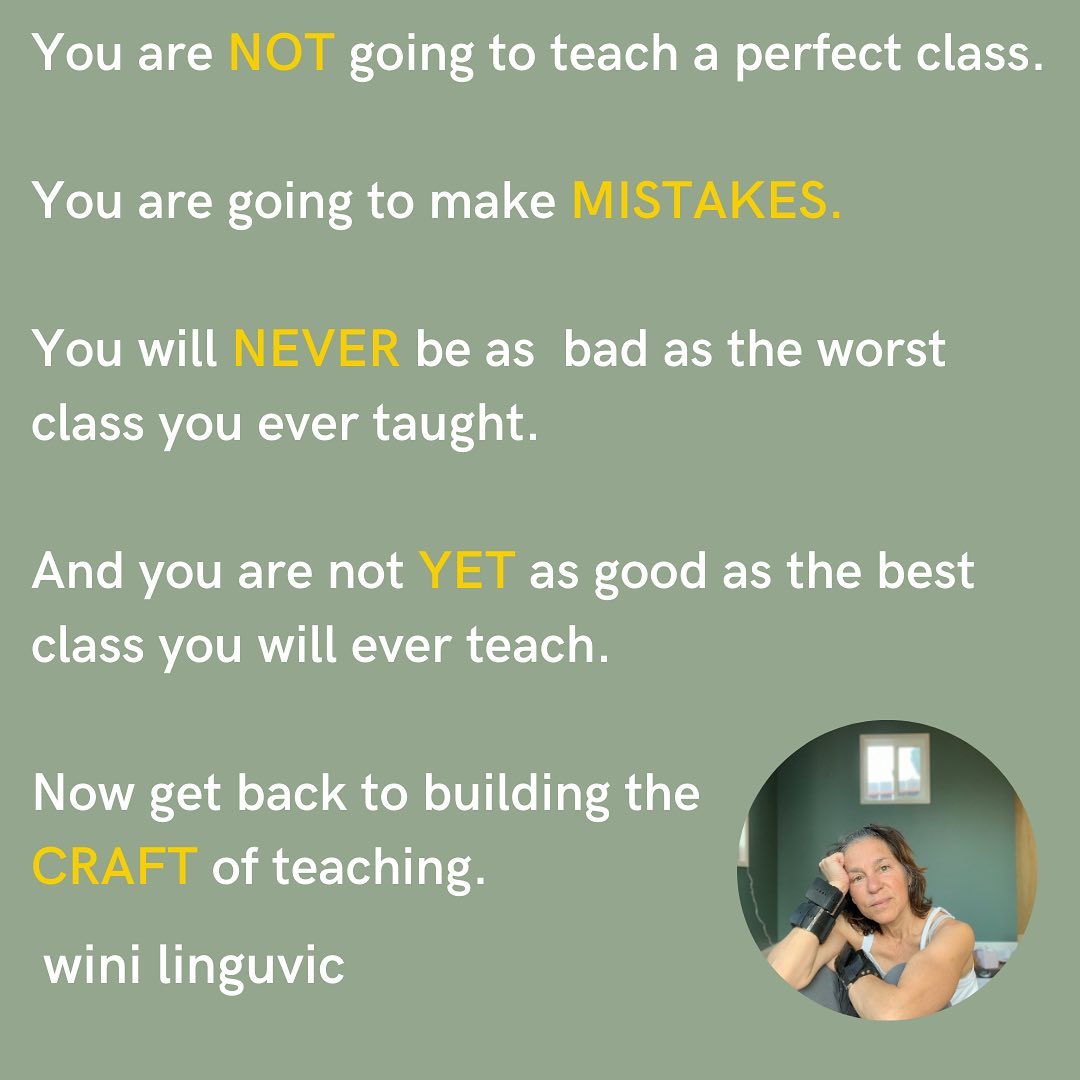 You are NOT going to teach a perfect class.
You are going to make MISTAKES.
You will NEVER be as  bad as the worst
class you ever taught.
And you are not YET as good as the best
class you will ever teach.
Now get back to building the
CRAFT of teaching.
wini linguvic